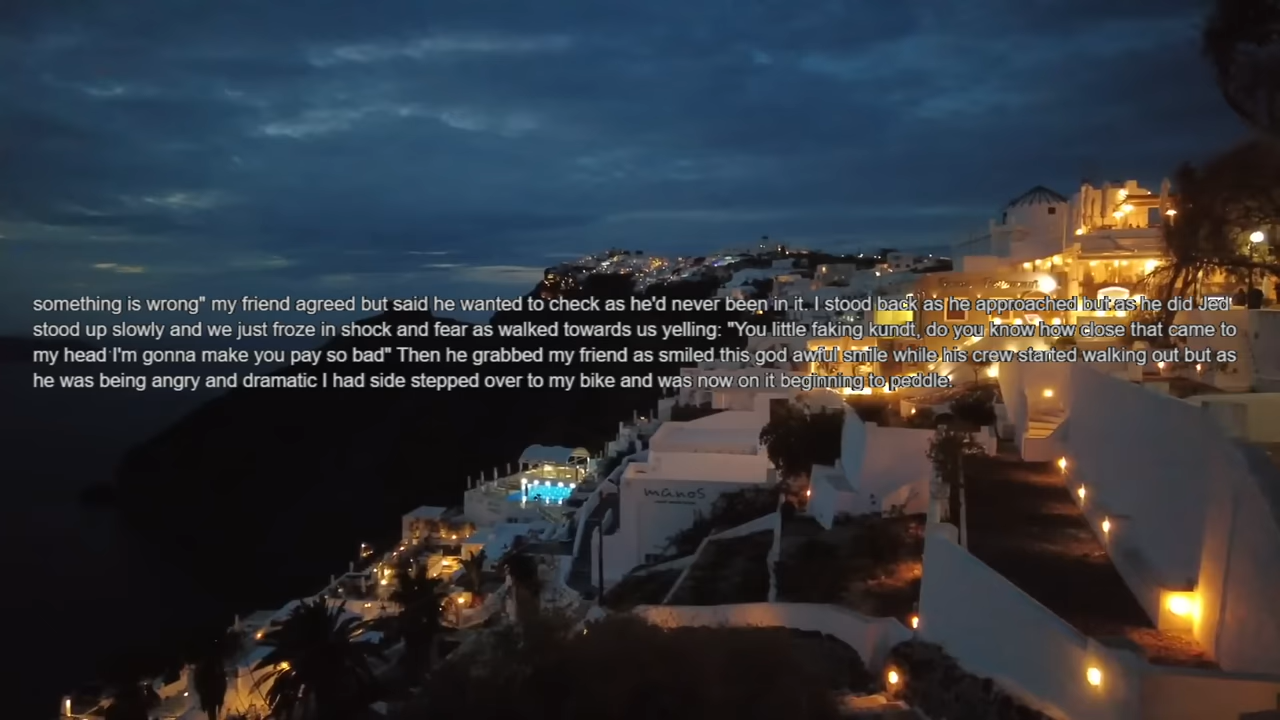 something is wrong" my friend agreed but said he wanted to check as he'd never been in it. I stood back as he approached but as he did Jed
stood up slowly and we just froze in shock and fear as walked towards us yelling: "You little faking kundt, do you know how close that came to
my head I'm gonna make you pay so bad" Then he grabbed my friend as smiled this god awful smile while his crew started walking out but as
he was being angry and dramatic I had side stepped over to my bike and was now on it beginning to peddle.
manos